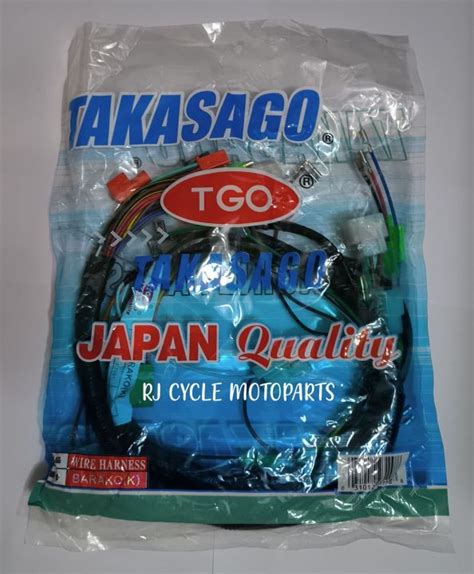 TAKASAGO®
TGO ®
TAKASAGO
JAPAN Quality
RJ CYCLE MOTOPARTS
WIRE HARNESS
BARAKO(K)